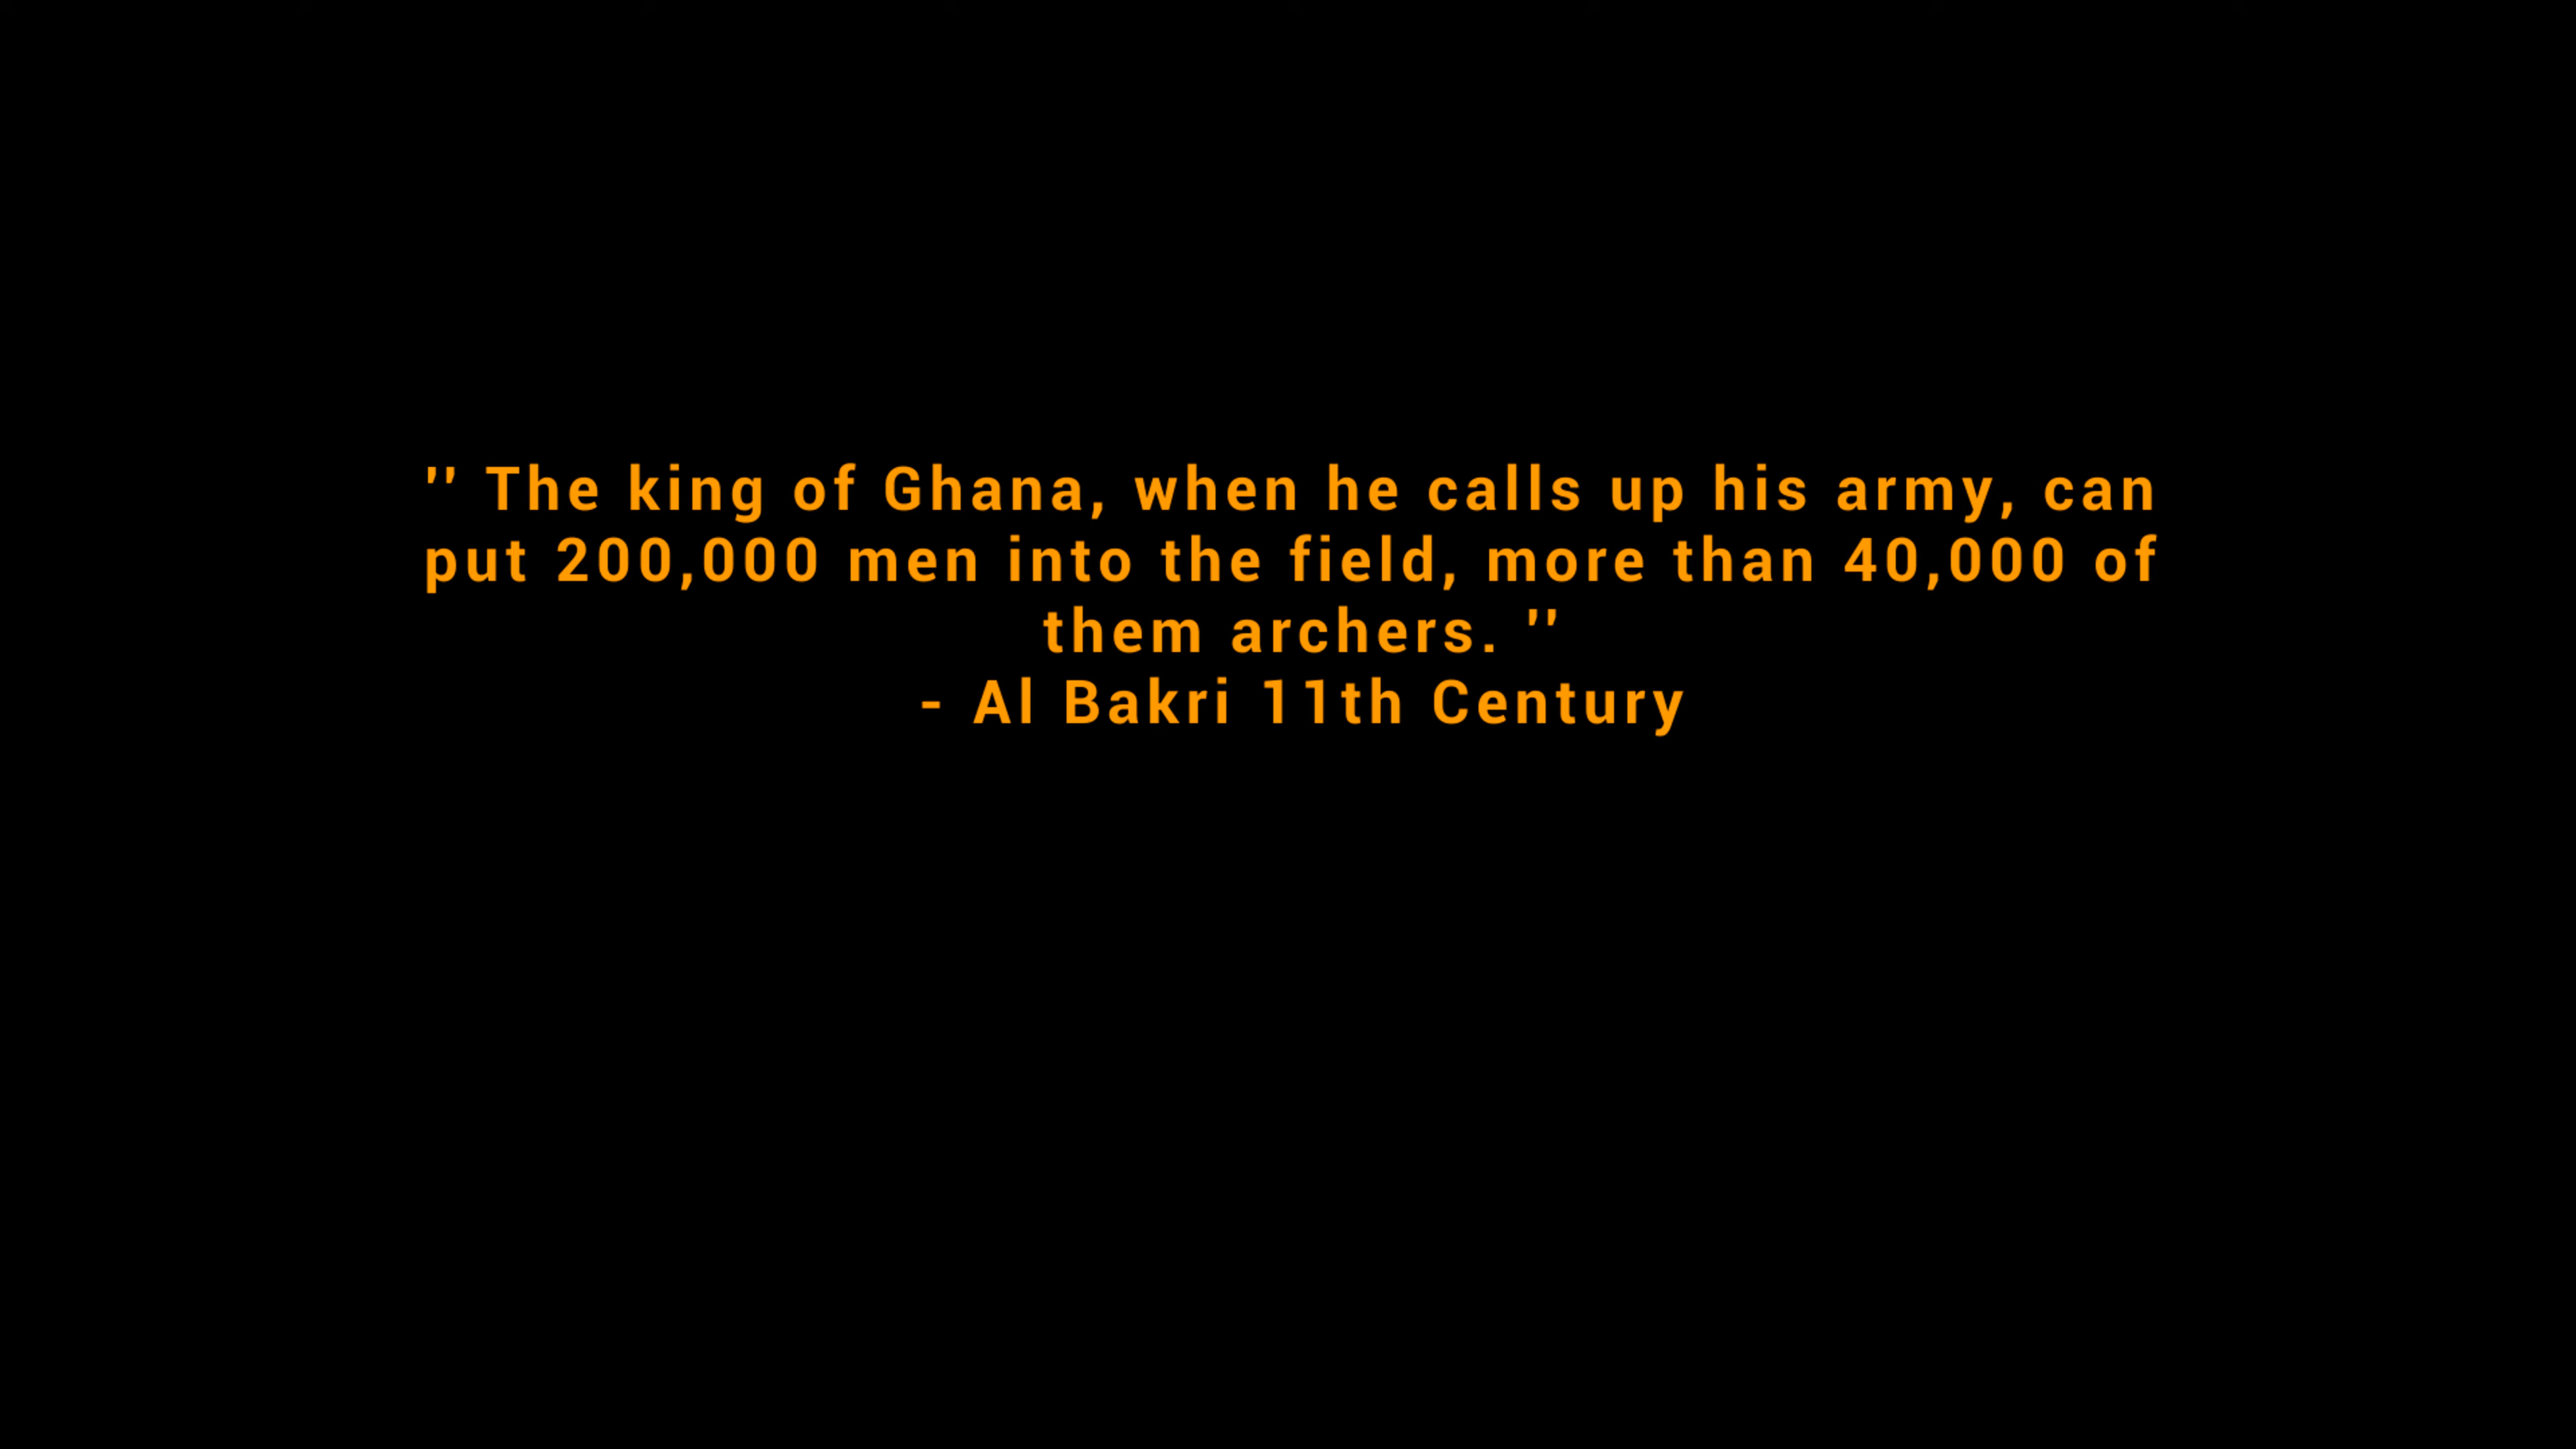 '' The king of Ghana, when he calls up his army, can
put 200,000 men into the field, more than 40,000 of
them archers. ''
- Al Bakri 11th Century